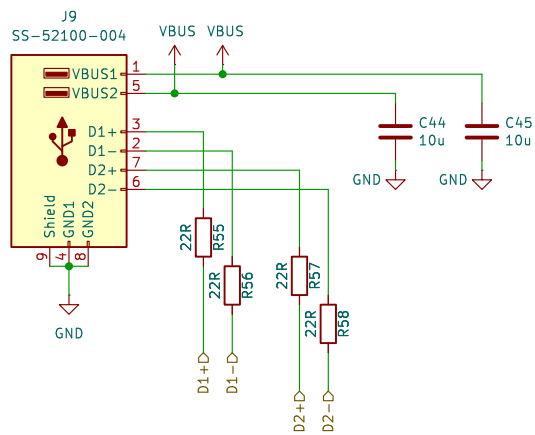 J9
SS-52100-004
VBUS
VBUS
1
VBUS1
5
VBUS2
3
D1+
2
D1-
7
D2+
6
D2-
Shield
GND1
GND2
9
4
8
GND
C44
10u
C45
10u
GND
GND
22R
R55
22R
R56
22R
R57
22R
R58
D1+
D1-
D2+
D2-